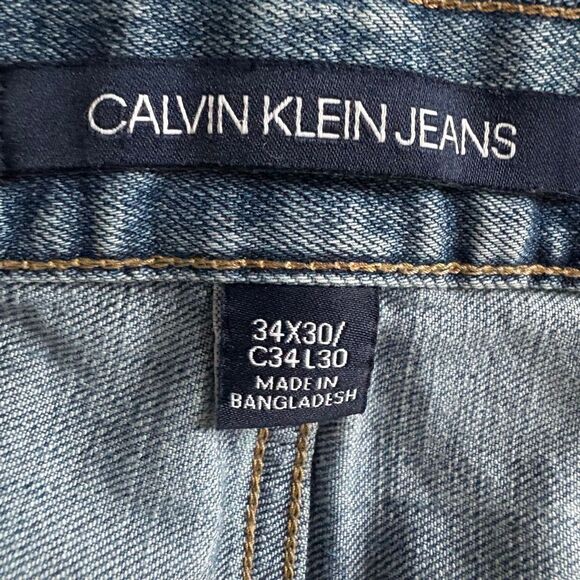 CALVIN KLEIN JEANS
34X30/
C34 L30
MADE IN
BANGLADESH